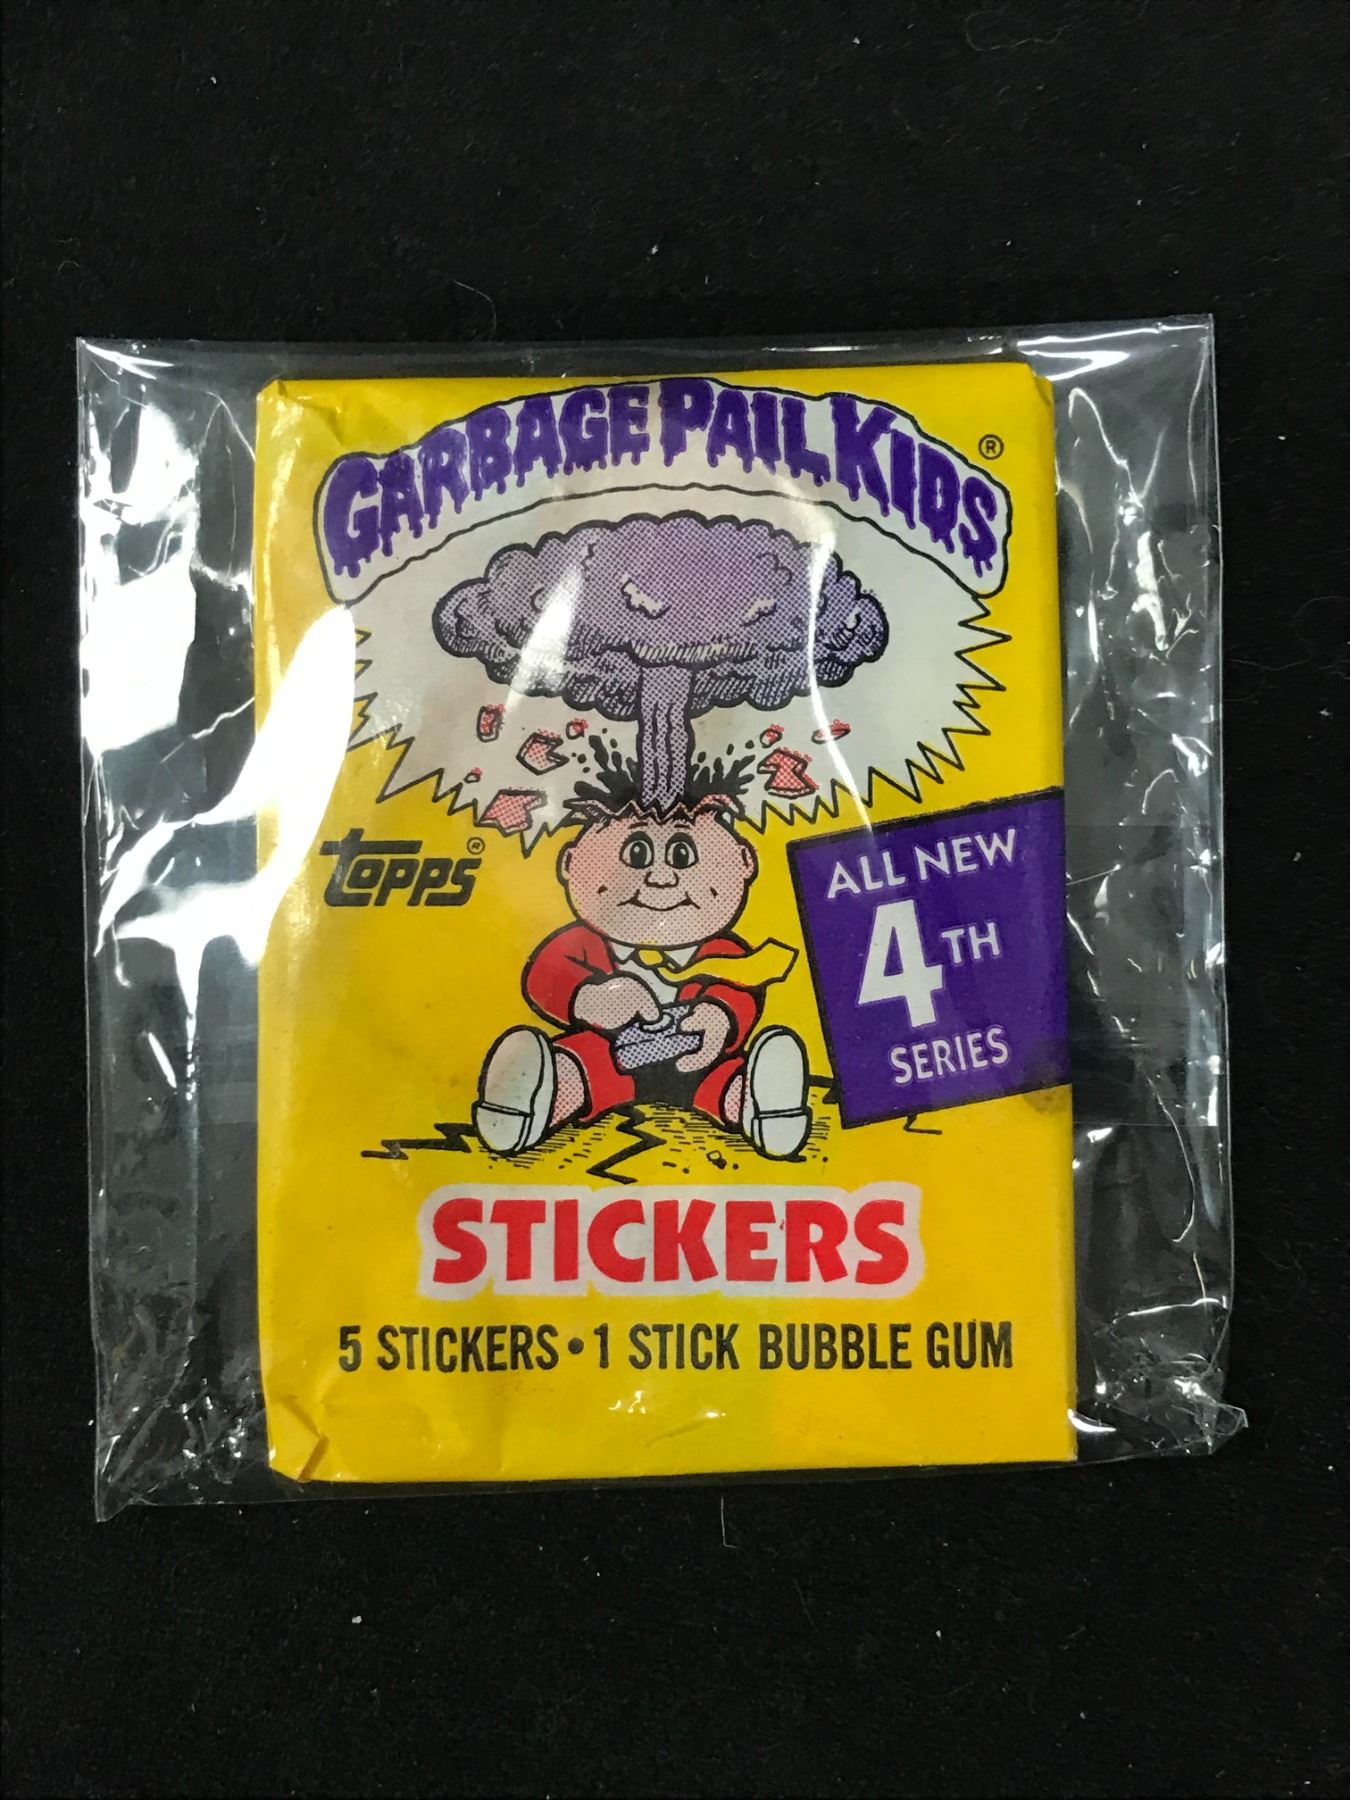 GARBAGE PAIL KIDS ®
TOPPS ®
ALL NEW
4TH
SERIES
STICKERS
5 STICKERS • 1 STICK BUBBLE GUM